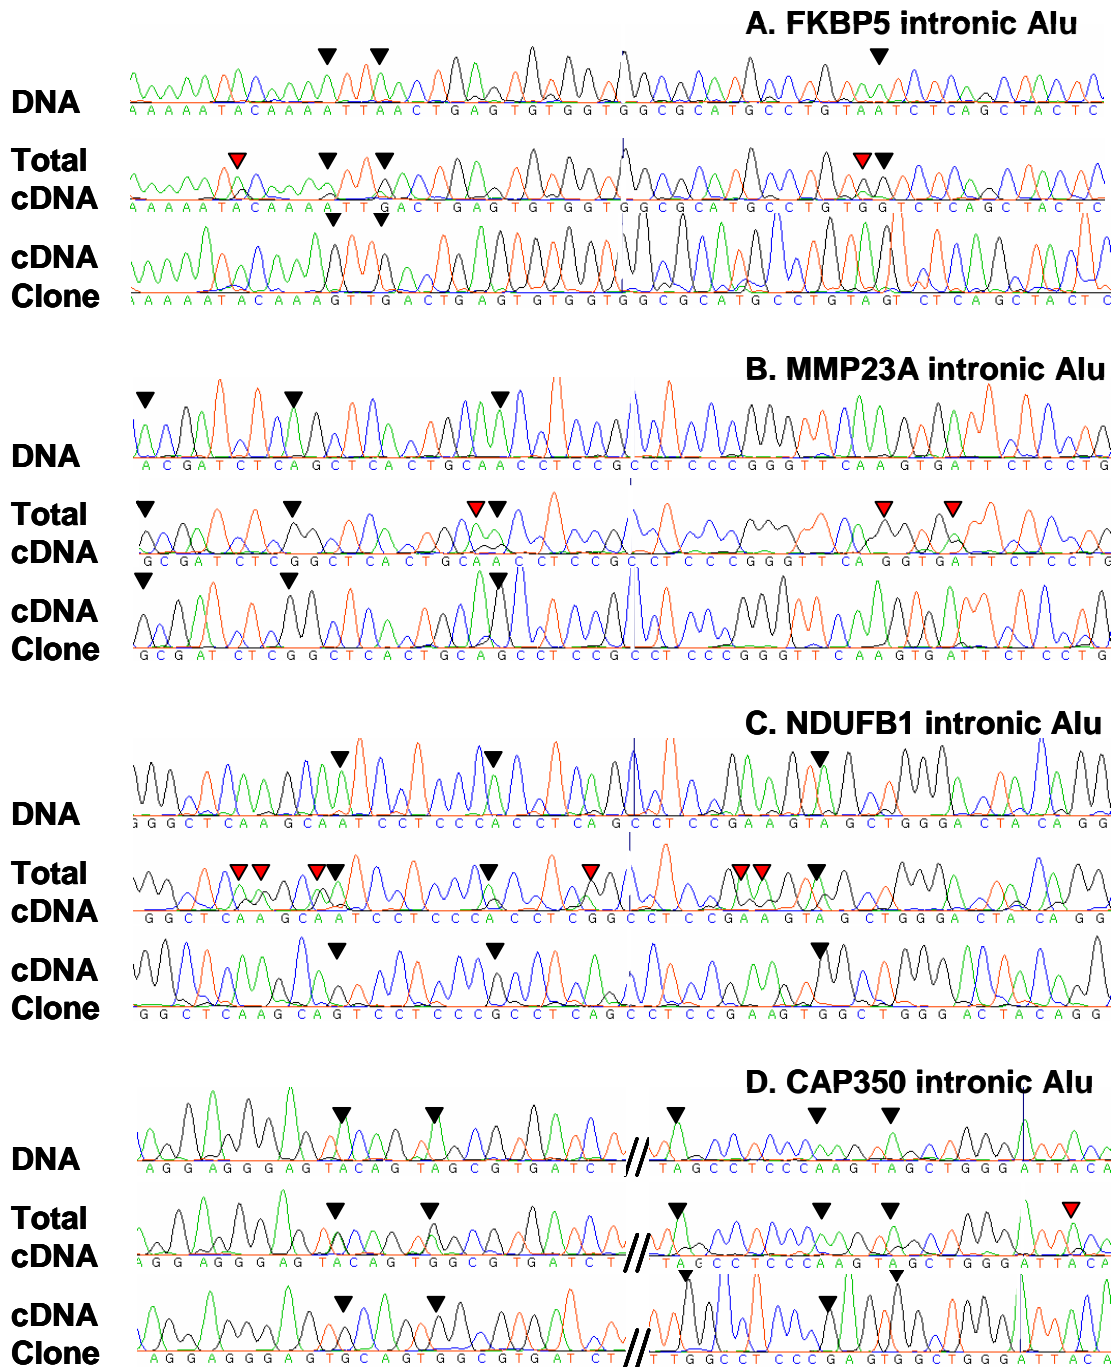 A. FKBP5 intronic Alu
DNA
A A A A A T A C A A A A T T A A C T G A G T G T G G T G G C G C A T G C C T G T A A T C T C A G C T A C T C
Total
cDNA
A A A A A T A C A A A A T T G A C T G A G T G T G G T G G C G C A T G C C T G T G G T C T C A G C T A C T C
cDNA
Clone
A A A A A T A C A A A G T T G A C T G A G T G T G G T G G C G C A T G C C T G T A G T C T C A G C T A C T C
B. MMP23A intronic Alu
DNA
A C G A T C T C A G C T C A C T G C A A C C T C C G C C T C C C G G G T T C A A G T G A T T C T C C T G
Total
cDNA
G C G A T C T C G G C T C A C T G C A A C C T C C G C C T C C C G G G T T C A G G T G A T T C T C C T G
cDNA
Clone
G C G A T C T C G G C T C A C T G C A G C C T C C G C C T C C C G G G T T C A A G T G A T T C T C C T G
C. NDUFB1 intronic Alu
DNA
G G G C T C A A G C A A T C C T C C C A C C T C A G C C T C C G A A G T A G C T G G G A C T A C A G G
Total
cDNA
G G C T C A A G C A A T C C T C C C A C C T C G G C C T C C G A A G T A G C T G G G A C T A C A G G
cDNA
Clone
G G C T C A A G C A G T C C T C C C G C C T C A G C C T C C G A A G T G G C T G G G A C T A C A G G
D. CAP350 intronic Alu
DNA
A G G A G G G A G T A C A G T A G C G T G A T C T // T A G C C T C C C A A G T A G C T G G G A T T A C A
Total
cDNA
A G G A G G G A G T A C A G T G G C G T G A T C T // T A G C C T C C C A A G T A G C T G G G A T T A C A
cDNA
Clone
A G G A G G G A G T G C A G T G G C G T G A T C T // T T G G C C T C C C G A G T G G C T G G G A T T A C A